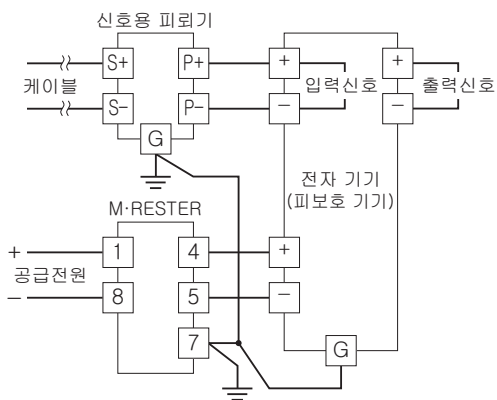 신호용 피뢰기
S+ P+ + +
케이블 입력신호 출력신호
S− P− − −
G
전자 기기
(피보호 기기)
M·RESTER
+ 1 4 +
공급전원
− 8 5 −
7 G